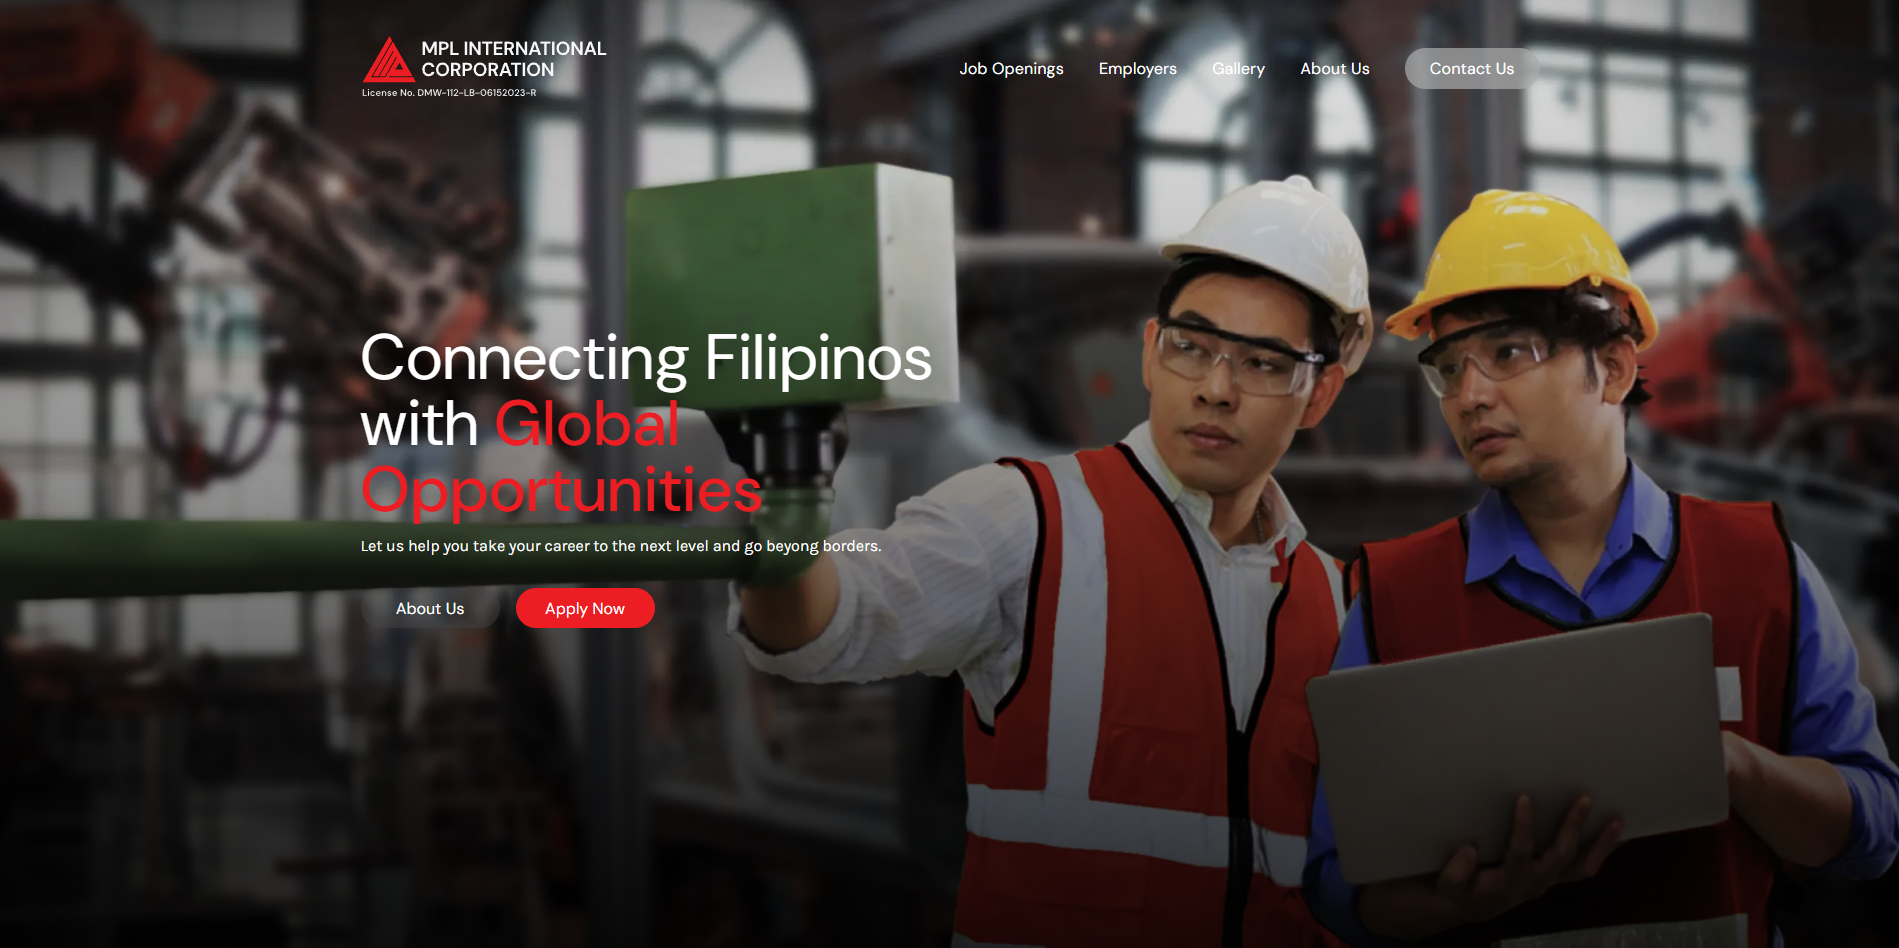 MPL INTERNATIONAL
CORPORATION
License No. DMW-112-LB-06152023-R
Job Openings
Employers
Gallery
About Us
Contact Us
Connecting Filipinos
with Global
Opportunities
Let us help you take your career to the next level and go beyong borders.
About Us
Apply Now